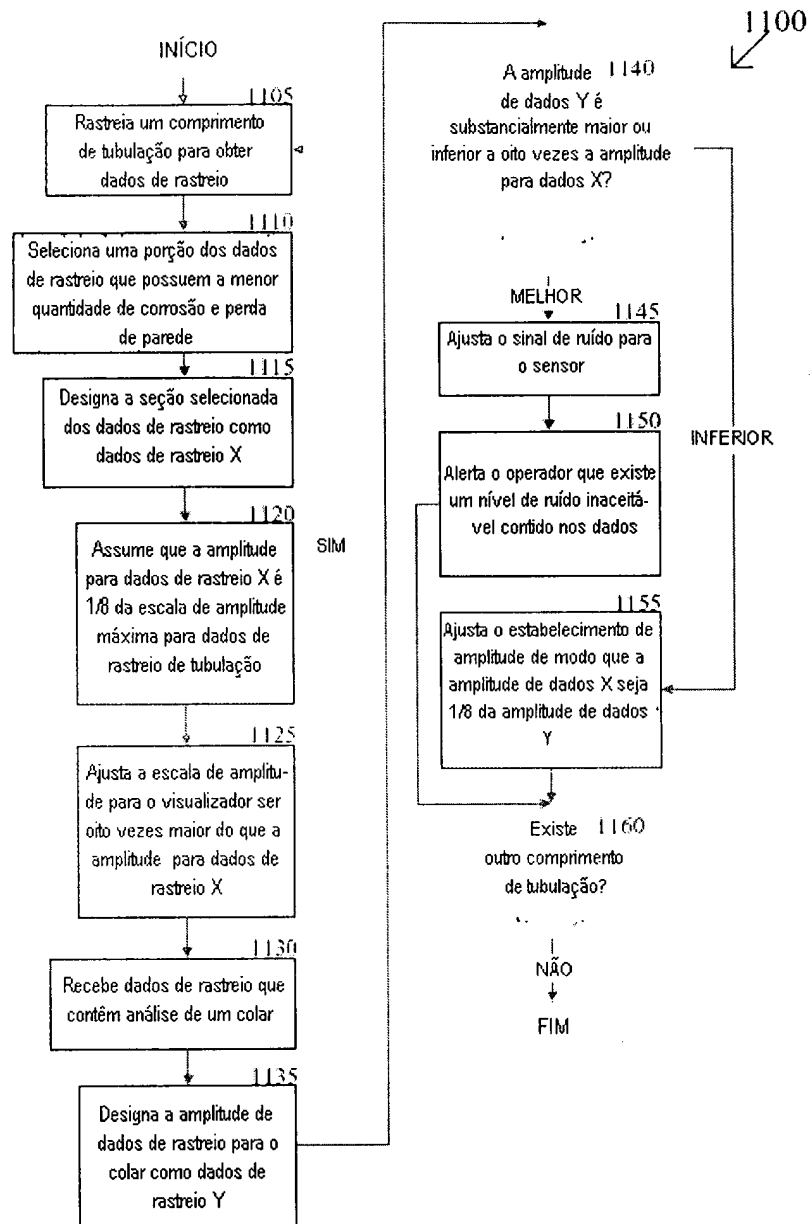 1100
INÍCIO
1105
Rastreia um comprimento
de tubulação para obter
dados de rastreio
1110
Seleciona uma porção dos dados
de rastreio que possuem a menor
quantidade de corrosão e perda
de parede
1115
Designa a seção selecionada
dos dados de rastreio como
dados de rastreio X
1120
Assume que a amplitude
para dados de rastreio X é
1/8 da escala de amplitude
máxima para dados de
rastreio de tubulação
SIM
1125
Ajusta a escala de amplitu-
de para o visualizador ser
oito vezes maior do que a
amplitude para dados de
rastreio X
1130
Recebe dados de rastreio que
contêm análise de um colar
1135
Designa a amplitude de
dados de rastreio para o
colar como dados de
rastreio Y
A amplitude 1140
de dados Y é
substancialmente maior ou
inferior a oito vezes a amplitude
para dados X?
MELHOR
1145
Ajusta o sinal de ruído para
o sensor
1150
Alerta o operador que existe
um nível de ruído inaceitá-
vel contido nos dados
INFERIOR
1155
Ajusta o estabelecimento de
amplitude de modo que a
amplitude de dados X seja
1/8 da amplitude de dados
Y
Existe 1160
outro comprimento
de tubulação?
NÃO
FIM